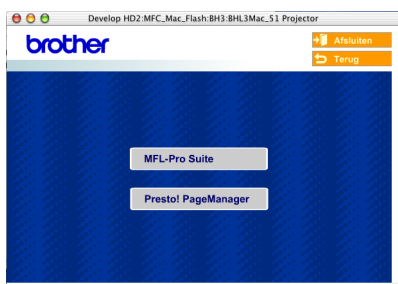 Develop HD2:MFC_Mac_Flash:BH3:BHL3Mac_51 Projector
brother
Afsluiten
Terug
MFL-Pro Suite
Presto! PageManager